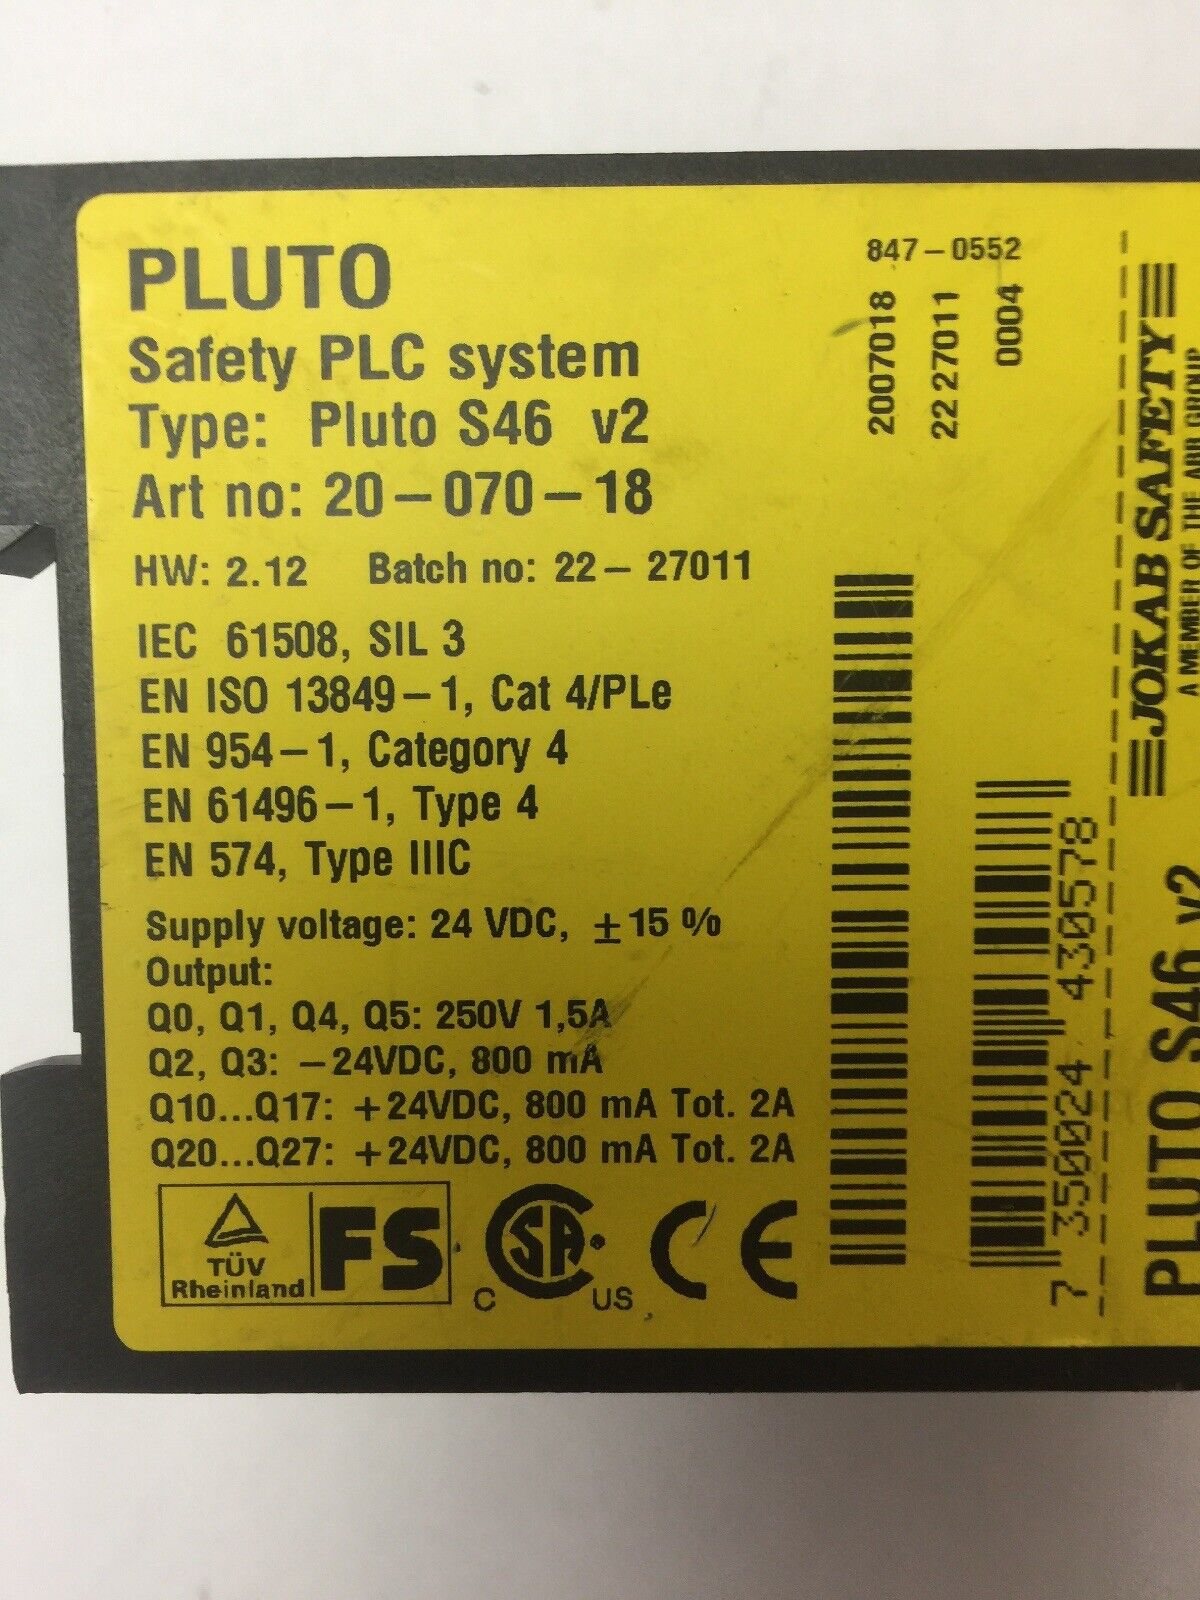 PLUTO
Safety PLC system
Type: Pluto S46 v2
Art no: 20-070-18
HW: 2.12 Batch no: 22-27011
IEC 61508, SIL 3
EN ISO 13849-1, Cat 4/PLe
EN 954-1, Category 4
EN 61496-1, Type 4
EN 574, Type IIIC
Supply voltage: 24 VDC, ±15 %
Output:
Q0, Q1, Q4, Q5: 250V 1,5A
Q2, Q3: -24VDC, 800 mA
Q10...Q17: +24VDC, 800 mA Tot. 2A
Q20...Q27: +24VDC, 800 mA Tot. 2A
TÜV
Rheinland
FS
C SA US
CE
847-0552
2007018
2227011
0004
7 350024 430578
JOKAB SAFETY
A MEMBER OF THE ABB GROUP
PLUTO S46 v2